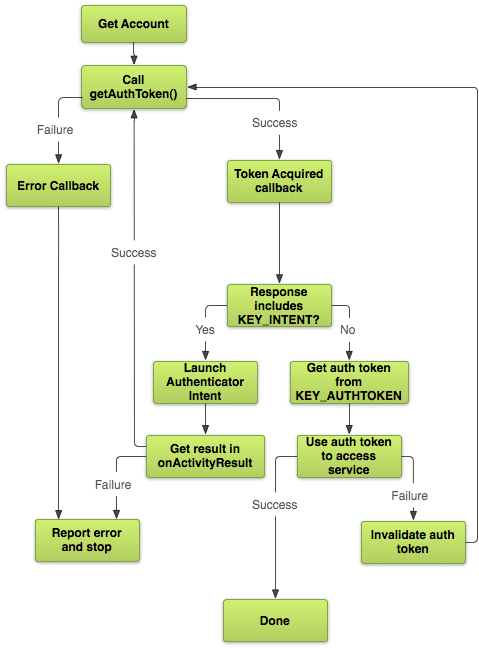 Get Account
Call
getAuthToken()
Failure
Success
Error Callback
Token Acquired
callback
Success
Response
includes
KEY_INTENT?
Yes
No
Launch
Authenticator
Intent
Get auth token
from
KEY_AUTHTOKEN
Get result in
onActivityResult
Use auth token
to access
service
Failure
Success
Failure
Report error
and stop
Invalidate auth
token
Done